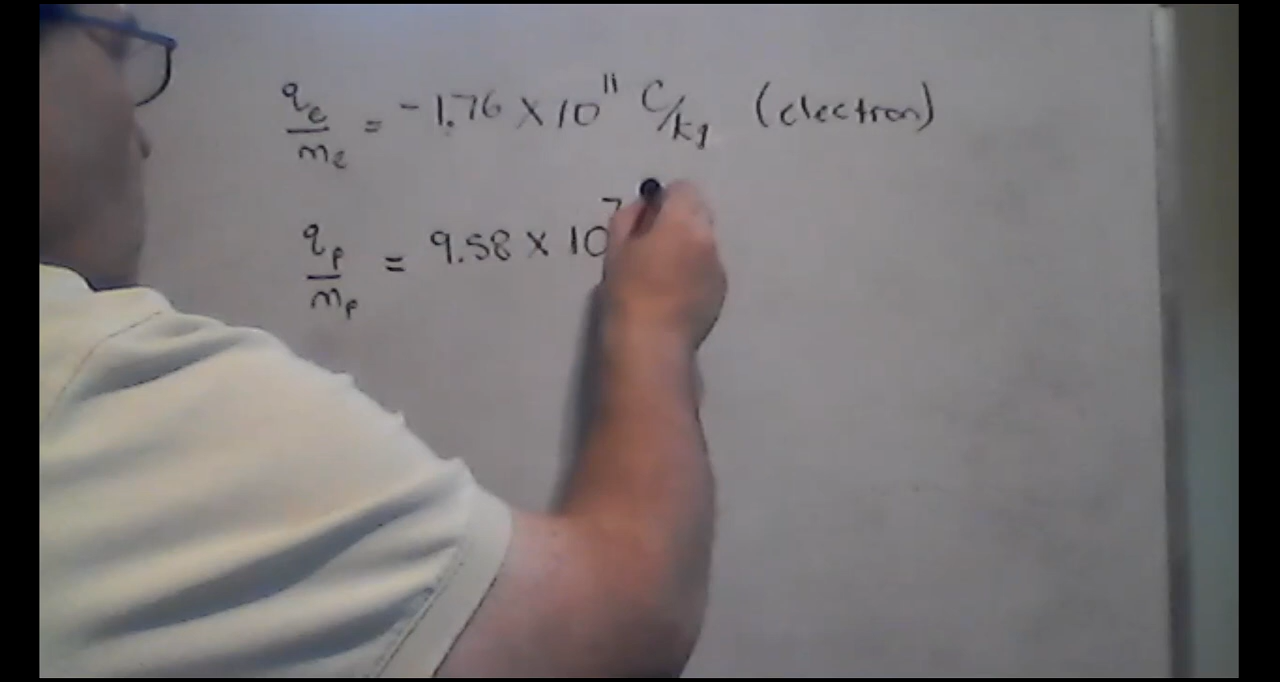 q_e/m_e = -1.76 × 10^11 C/kg (electron)
q_p/m_p = 9.58 × 10^7